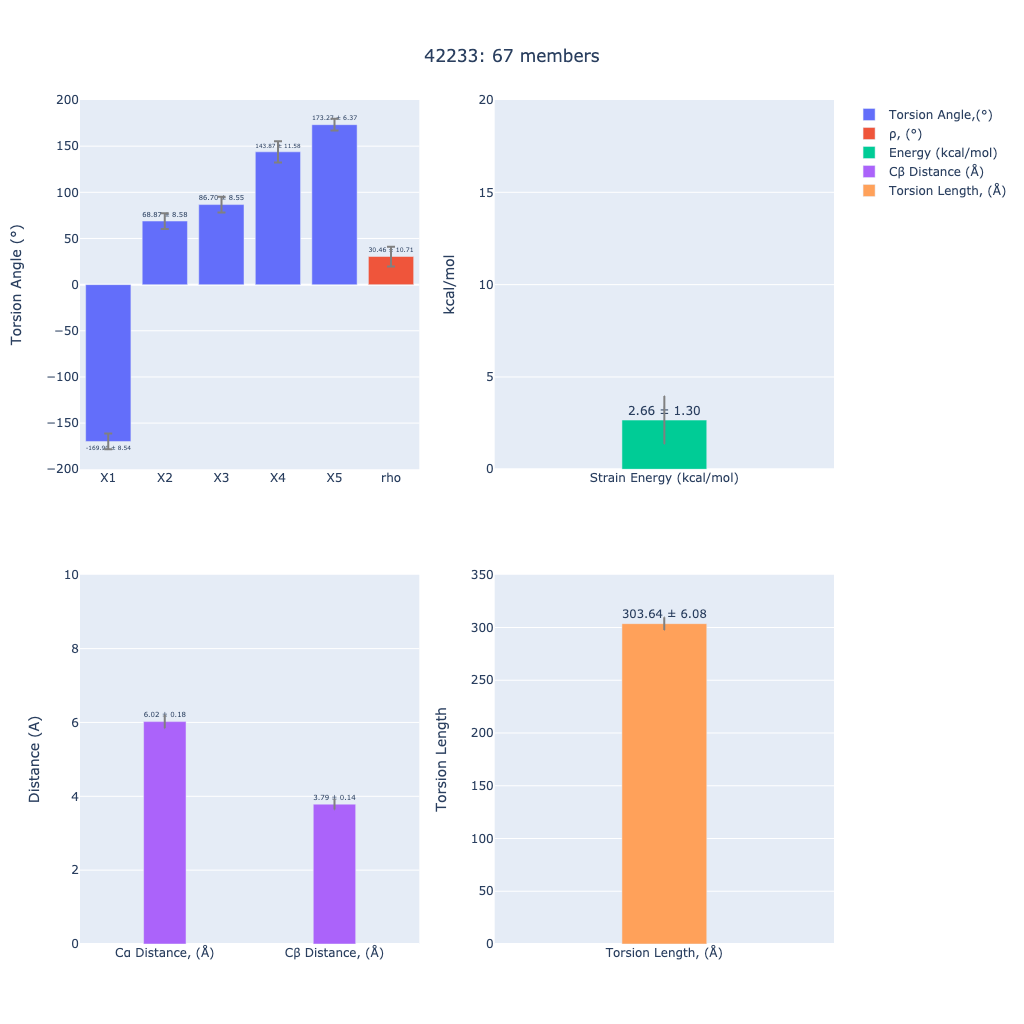 42233: 67 members
Torsion Angle (°)
200
150
100
50
0
−50
−100
−150
−200
68.87 ± 8.58
86.70 ± 8.55
143.87 ± 11.58
173.22 ± 6.37
30.46 ± 10.71
± 8.54
X1 X2 X3 X4 X5 rho
kcal/mol
20
15
10
5
0
2.66 ± 1.30
Strain Energy (kcal/mol)
Torsion Angle,(°)
ρ, (°)
Energy (kcal/mol)
Cβ Distance (Å)
Torsion Length, (Å)
Distance (A)
10
8
6
4
2
0
6.02 ± 0.18
3.79 ± 0.14
Cα Distance, (Å) Cβ Distance, (Å)
Torsion Length
350
300
250
200
150
100
50
0
303.64 ± 6.08
Torsion Length, (Å)